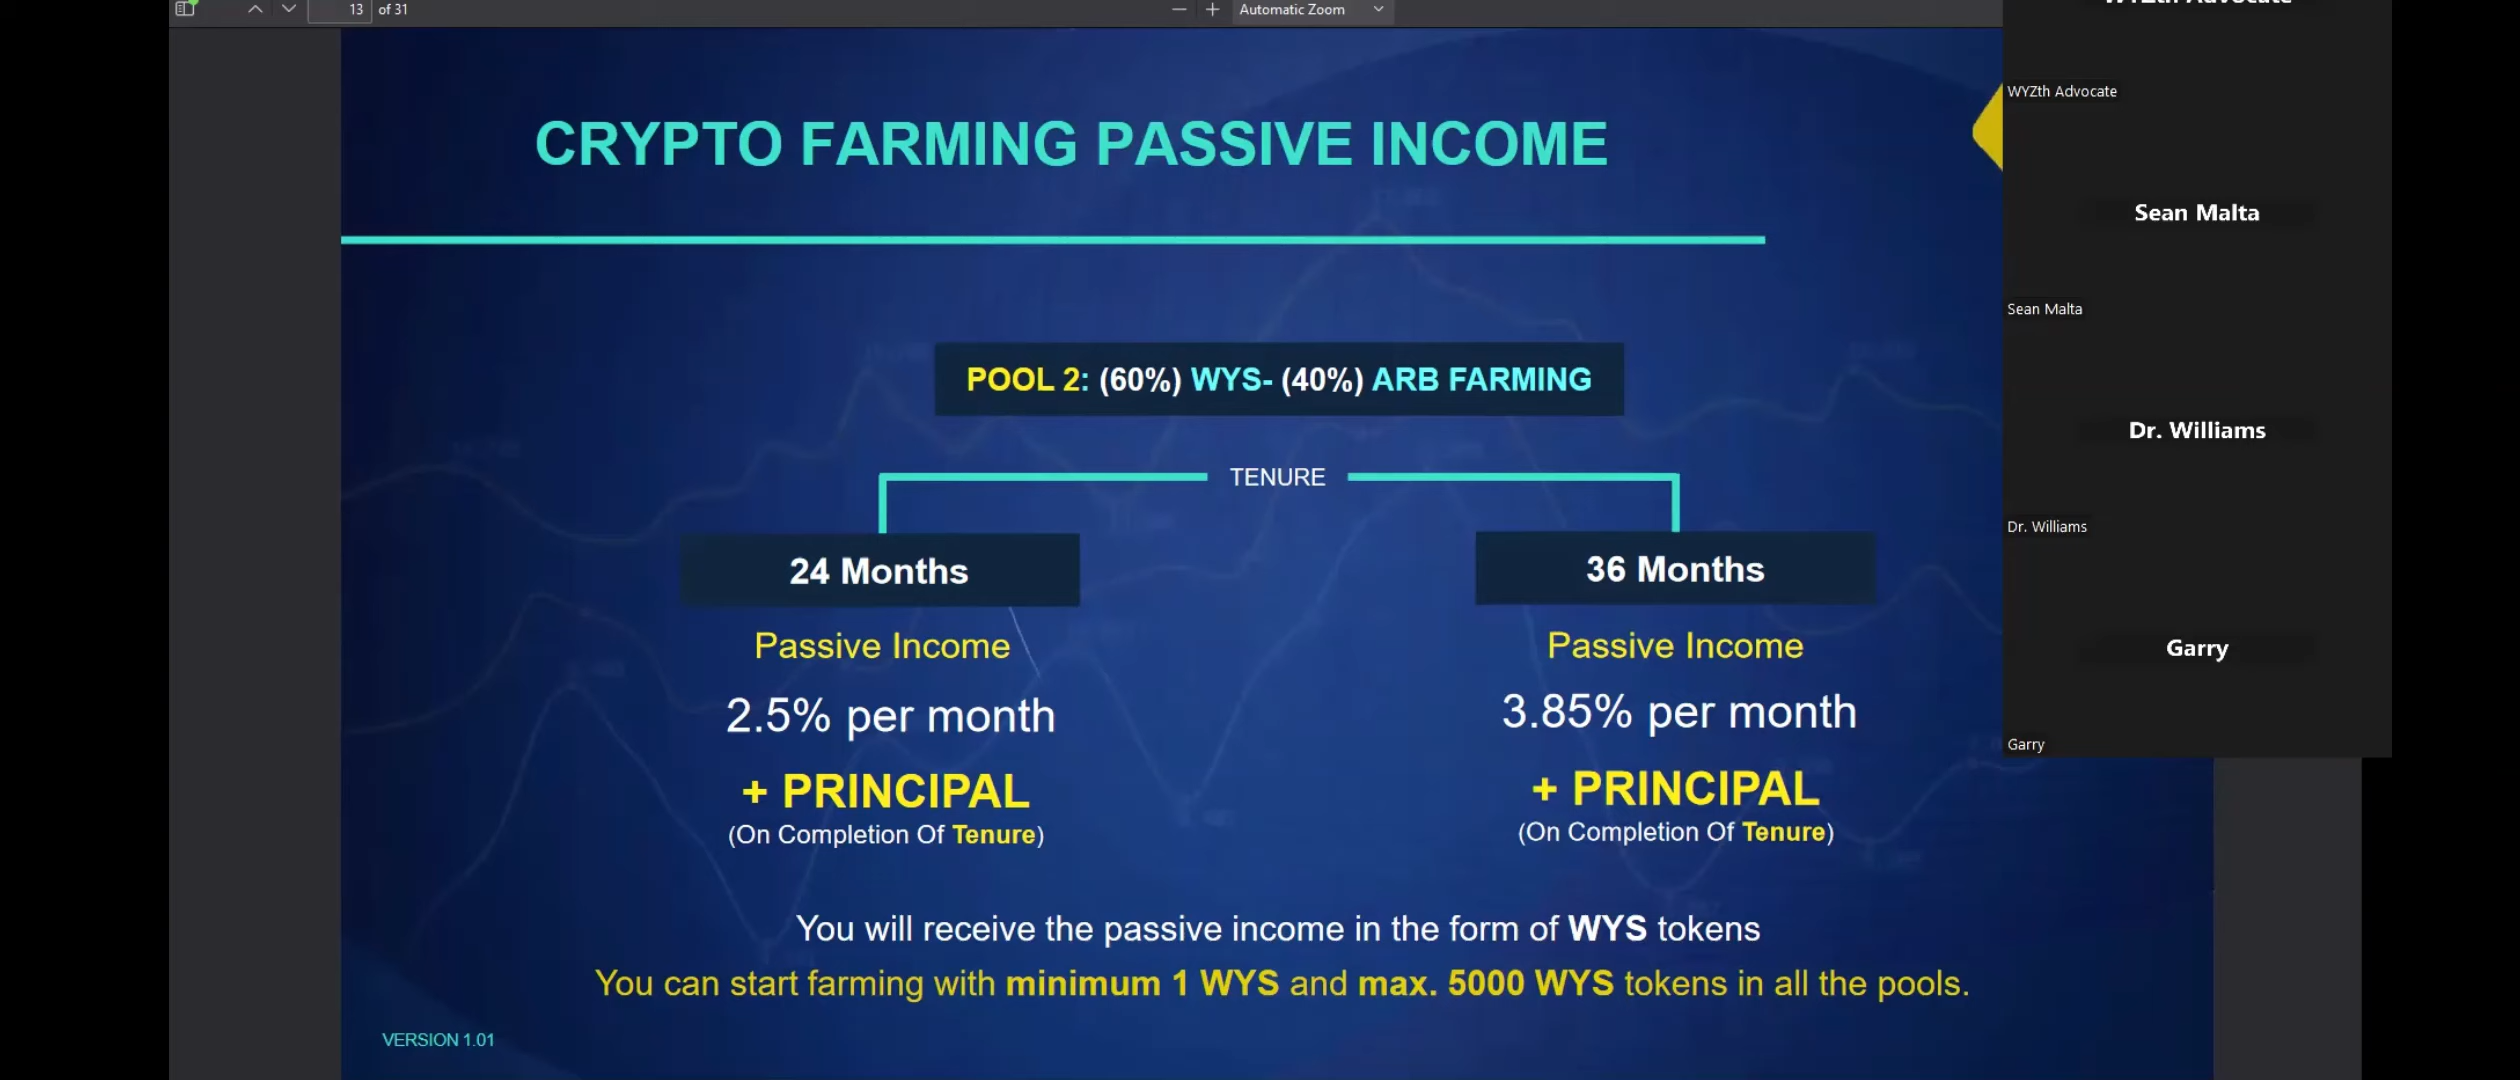 13 of 31
Automatic Zoom
WYZth Advocate
WYZth Advocate
CRYPTO FARMING PASSIVE INCOME
Sean Malta
Sean Malta
POOL 2: (60%) WYS- (40%) ARB FARMING
Dr. Williams
TENURE
Dr. Williams
24 Months
36 Months
Passive Income
Passive Income
Garry
2.5% per month
3.85% per month
Garry
+ PRINCIPAL
+ PRINCIPAL
(On Completion Of Tenure)
(On Completion Of Tenure)
You will receive the passive income in the form of WYS tokens
You can start farming with minimum 1 WYS and max. 5000 WYS tokens in all the pools.
VERSION 1.01